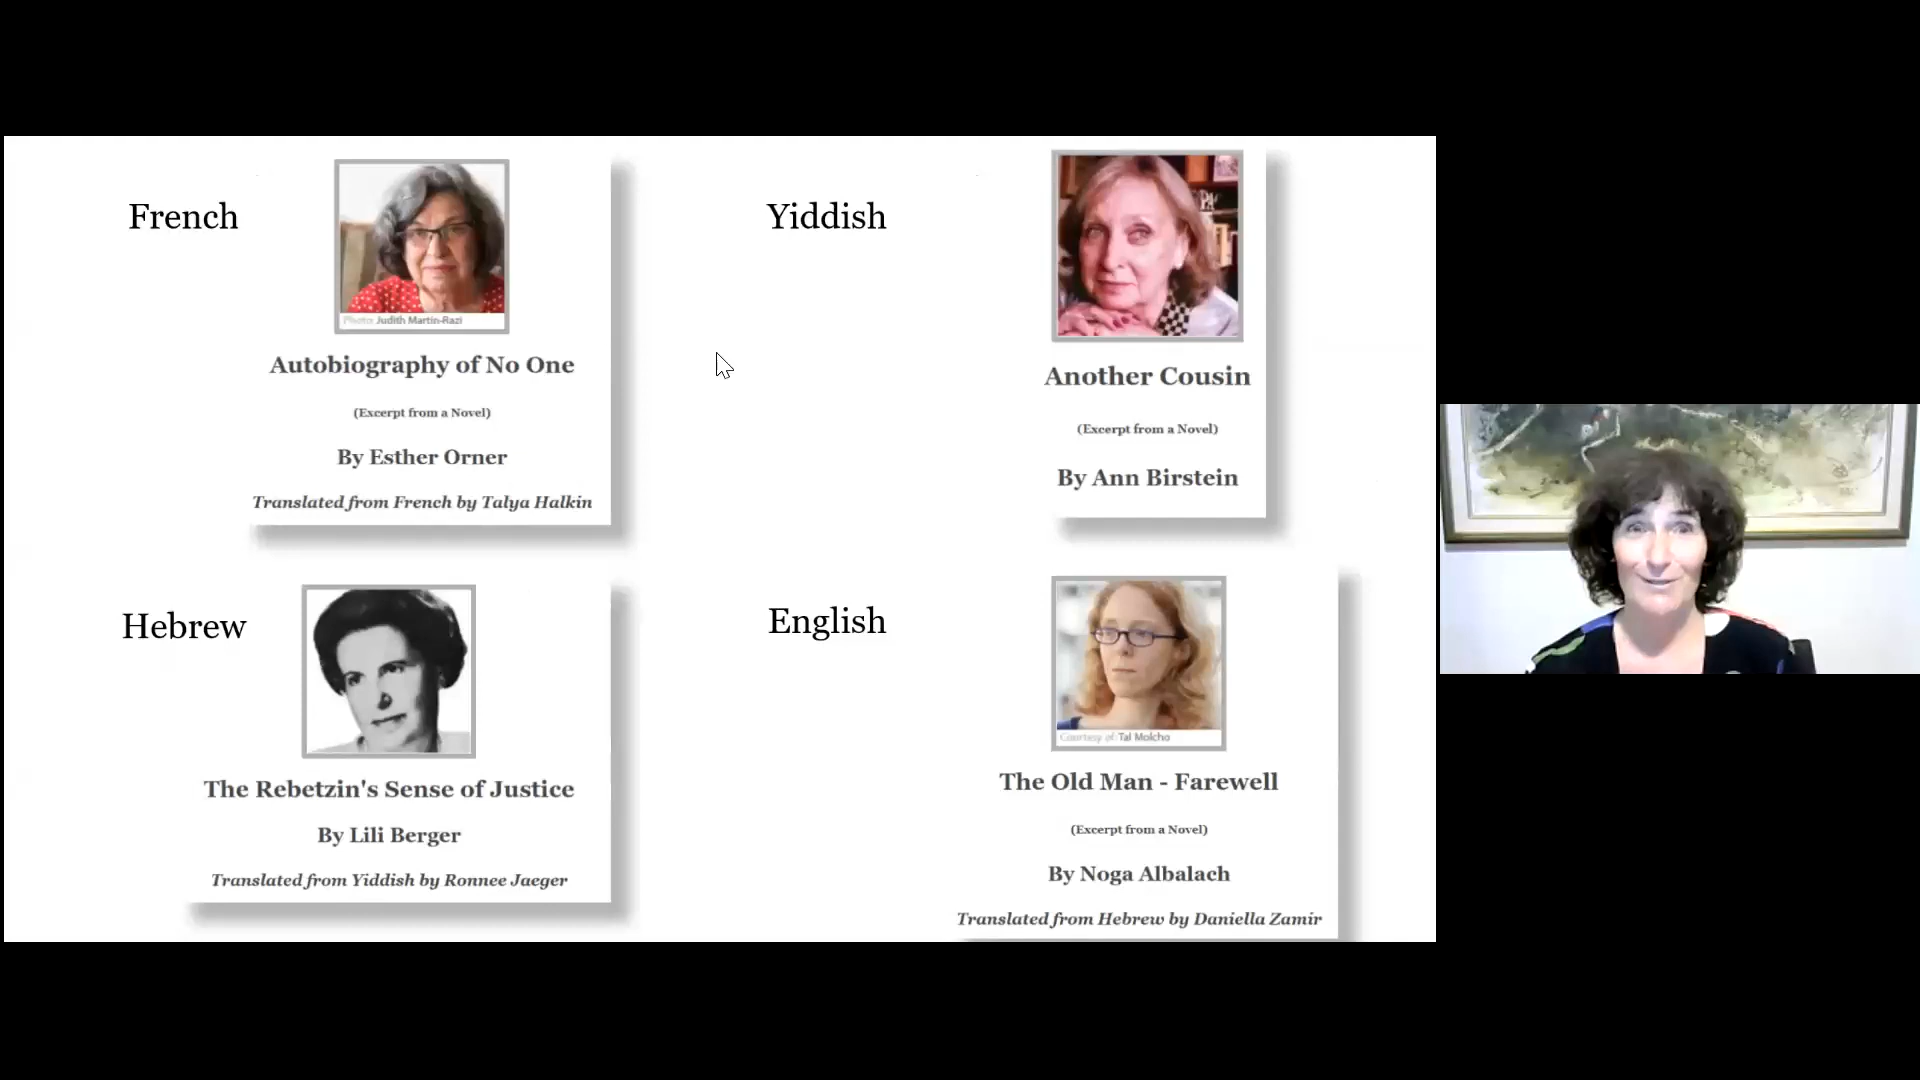 French
Photo: Judith Martin-Razi
Autobiography of No One
(Excerpt from a Novel)
By Esther Orner
Translated from French by Talya Halkin
Yiddish
Another Cousin
(Excerpt from a Novel)
By Ann Birstein
Hebrew
The Rebetzin's Sense of Justice
By Lili Berger
Translated from Yiddish by Ronnee Jaeger
English
Courtesy of: Tal Molcho
The Old Man - Farewell
(Excerpt from a Novel)
By Noga Albalach
Translated from Hebrew by Daniella Zamir